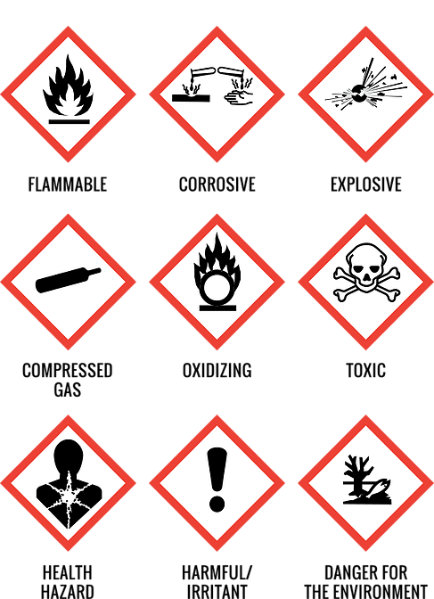 FLAMMABLE
CORROSIVE
EXPLOSIVE
COMPRESSED
GAS
OXIDIZING
TOXIC
HEALTH
HAZARD
HARMFUL/
IRRITANT
DANGER FOR
THE ENVIRONMENT